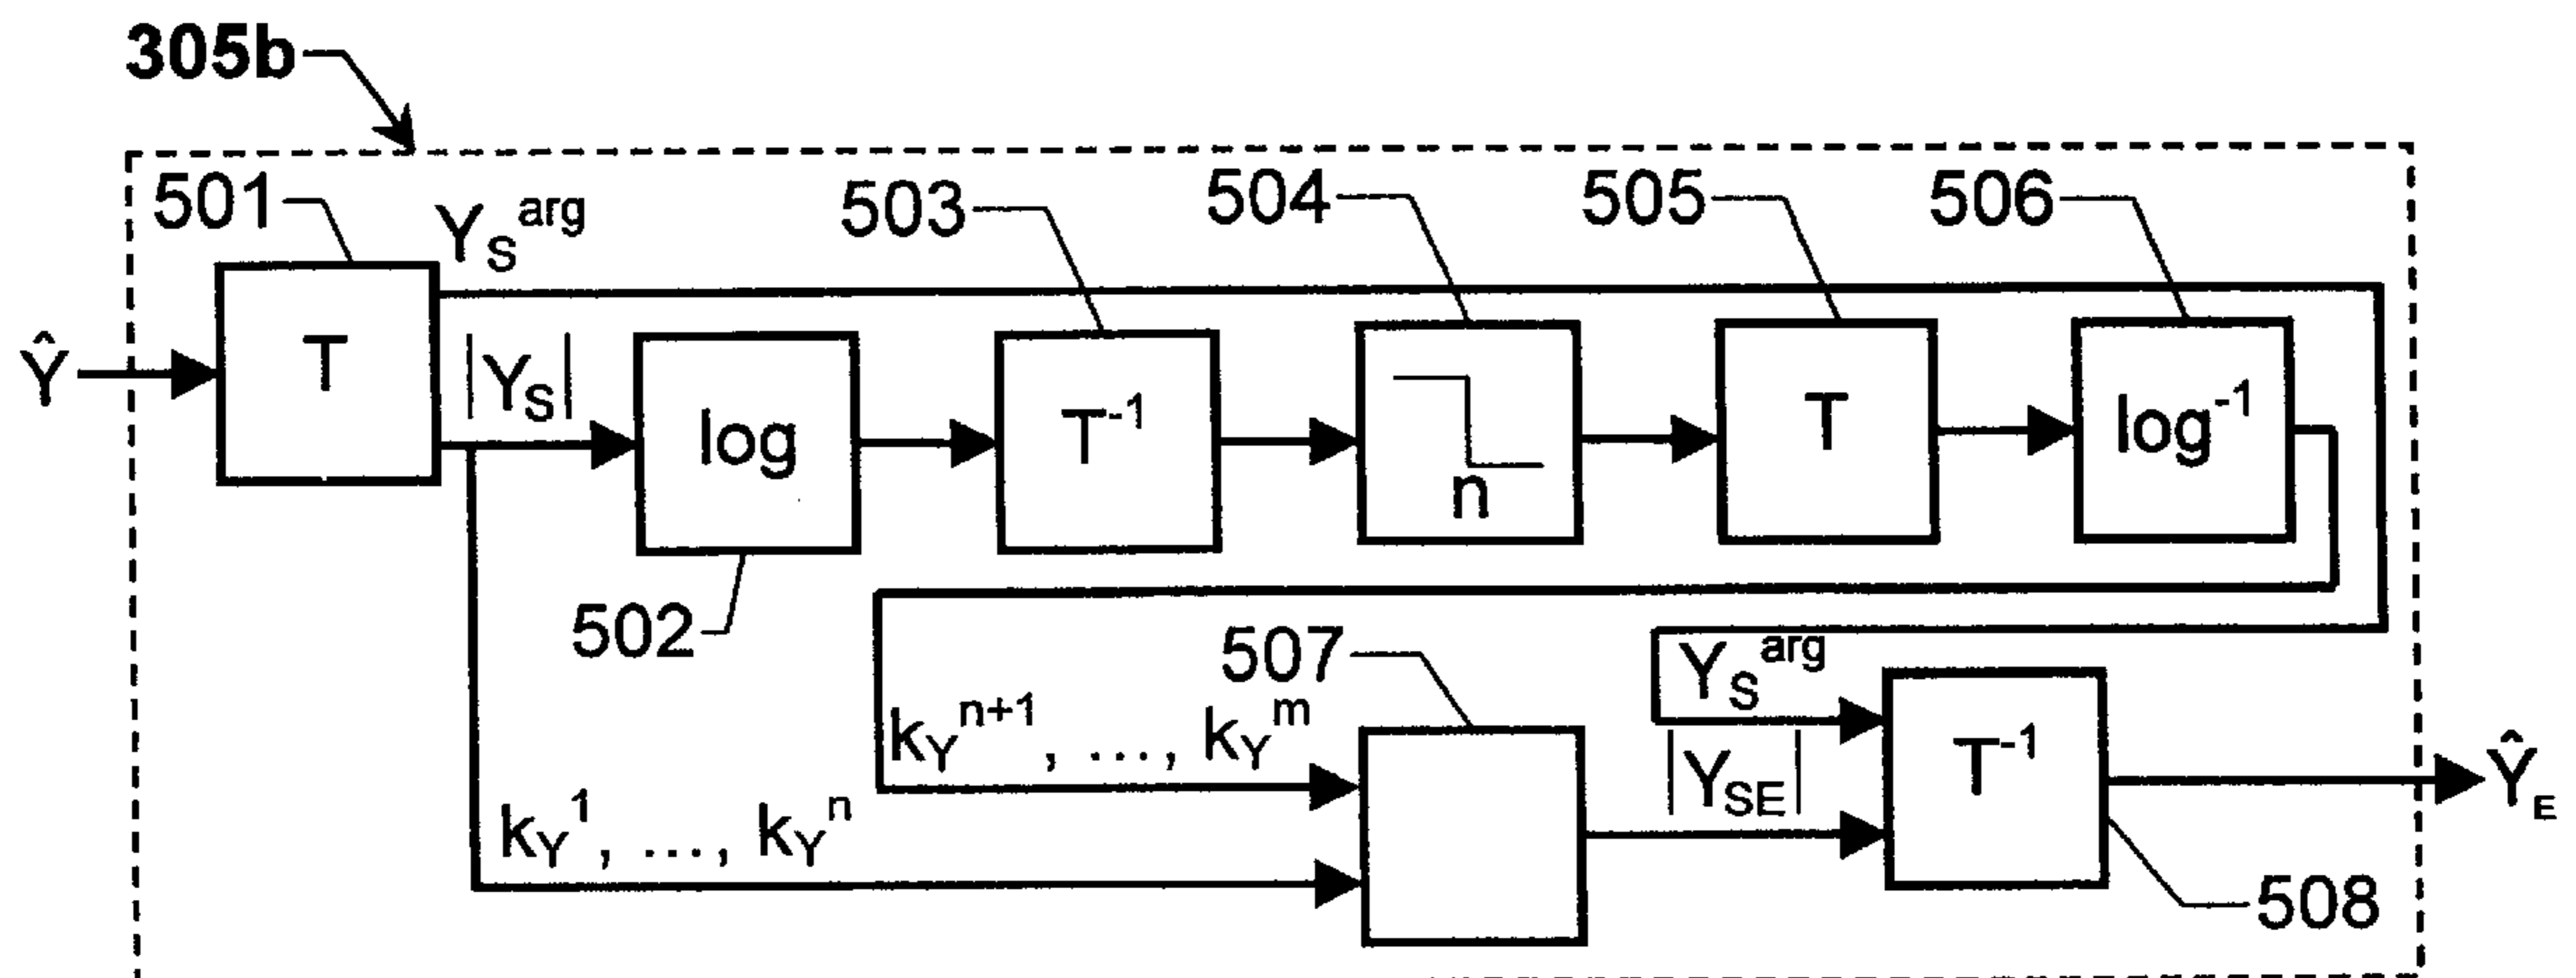 305b
501
Y_S^arg
503
504
505
506
Ŷ
T
|Y_S|
log
T^-1
n
T
log^-1
502
507
Y_S^arg
k_Y^n+1, ..., k_Y^m
|Y_SE|
T^-1
Ŷ_E
k_Y^1, ..., k_Y^n
508